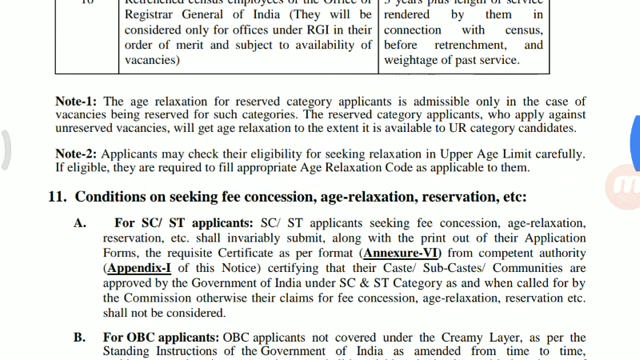 10
Retrenched census employees of the Office of
Registrar General of India (They will be
considered only for offices under RGI in their
order of merit and subject to availability of
vacancies)
3 years plus length of service
rendered by them in
connection with census,
before retrenchment, and
weightage of past service.
Note-1: The age relaxation for reserved category applicants is admissible only in the case of
vacancies being reserved for such categories. The reserved category applicants, who apply against
unreserved vacancies, will get age relaxation to the extent it is available to UR category candidates.
Note-2: Applicants may check their eligibility for seeking relaxation in Upper Age Limit carefully.
If eligible, they are required to fill appropriate Age Relaxation Code as applicable to them.
11. Conditions on seeking fee concession, age-relaxation, reservation, etc:
A. For SC/ ST applicants: SC/ ST applicants seeking fee concession, age-relaxation,
reservation, etc. shall invariably submit, along with the print out of their Application
Forms, the requisite Certificate as per format (Annexure-VI) from competent authority
(Appendix-I of this Notice) certifying that their Caste/ Sub-Castes/ Communities are
approved by the Government of India under SC & ST Category as and when called for by
the Commission otherwise their claims for fee concession, age-relaxation, reservation etc.
shall not be considered.
B. For OBC applicants: OBC applicants not covered under the Creamy Layer, as per the
Standing Instructions of the Government of India as amended from time to time,